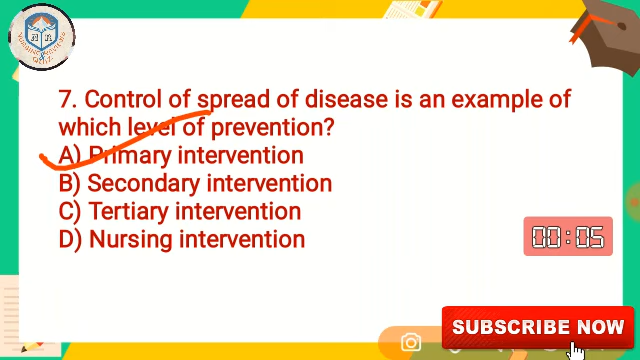 7. Control of spread of disease is an example of
which level of prevention?
A) Primary intervention
B) Secondary intervention
C) Tertiary intervention
D) Nursing intervention
00:05
SUBSCRIBE NOW